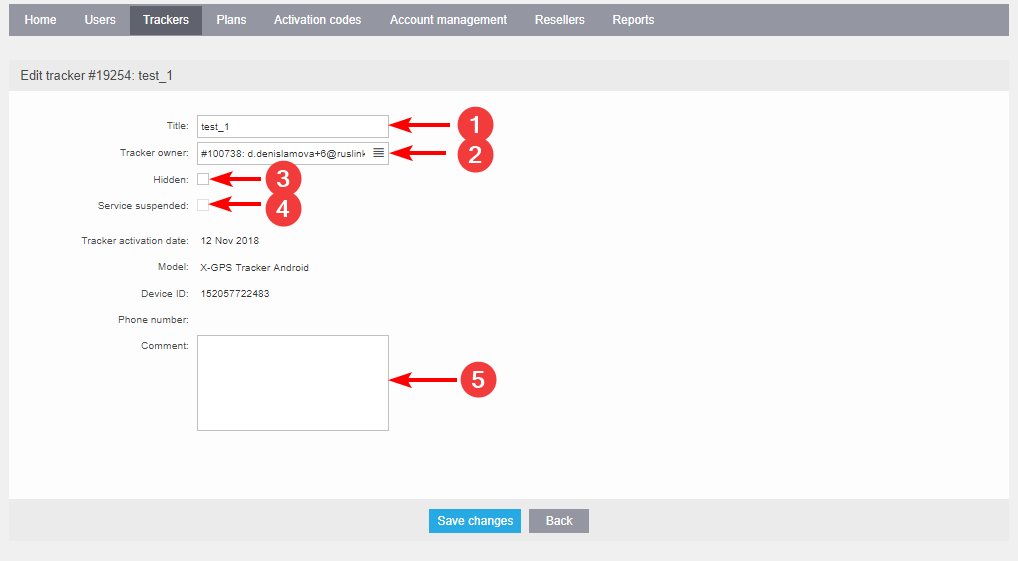 Home Users Trackers Plans Activation codes Account management Resellers Reports
Edit tracker #19254: test_1
Title: test_1 1
Tracker owner: #100738: d.denislamova+6@ruslink 2
Hidden: 3
Service suspended: 4
Tracker activation date: 12 Nov 2018
Model: X-GPS Tracker Android
Device ID: 152057722483
Phone number:
Comment: 5
Save changes Back